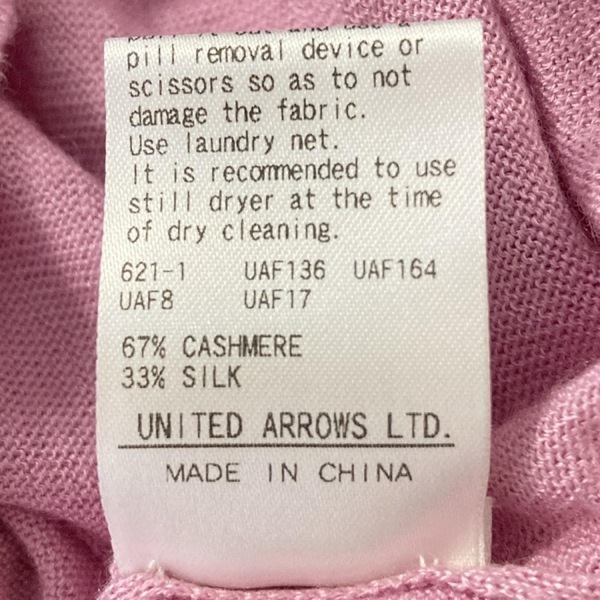 pill removal device or
scissors so as to not
damage the fabric.
Use laundry net.
It is recommended to use
still dryer at the time
of dry cleaning.
621-1 UAF136 UAF164
UAF8 UAF17
67% CASHMERE
33% SILK
UNITED ARROWS LTD.
MADE IN CHINA